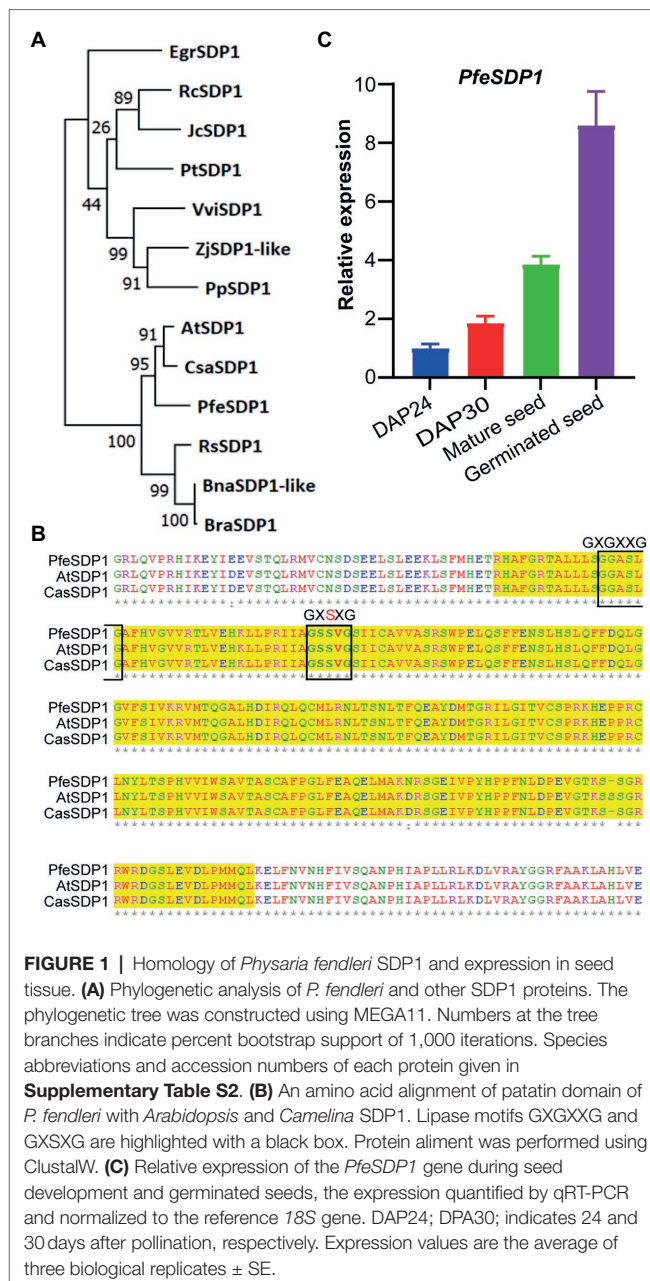 A
EgrSDP1
RcSDP1
89
JcSDP1
26
PtSDP1
44
VviSDP1
99
ZjSDP1-like
91
PpSDP1
AtSDP1
91
CsaSDP1
95
PfeSDP1
100
RsSDP1
99
BnaSDP1-like
100
BraSDP1
C
PfeSDP1
Relative expression
10
8
6
4
2
0
DAP24
DAP30
Mature seed
Germinated seed
B
GXGXXG
PfeSDP1 GRLQVPRHIKEYIEEVSTQLRMVCNSDSEELSLEEKLSFMHETRHAFGRTALLLSGGASL
AtSDP1 GRLQVPRHIKEYIEEVSTQLRMVCNSDSEELSLEEKLSFMHETRHAFGRTALLLSGGASL
CasSDP1 GRLQVPRHIKEYIEEVSTQLRMVCNSDSEELSLEEKLSFMHETRHAFGRTALLLSGGASL
GXSXG
PfeSDP1 GAFHVGVVRTLVEHKLLPRIIAGSSVGSIICAVVASRSWPELQSFFENSLHSLQFFDQLG
AtSDP1 GAFHVGVVRTLVEHKLLPRIIAGSSVGSIICAVVASRSWPELQSFFENSLHSLQFFDQLG
CasSDP1 GAFHVGVVRTLVEHKLLPRIIAGSSVGSIICAVVASRSWPELQSFFENSLHSLQFFDQLG
PfeSDP1 GVFSIVKRVMTQGALHDIRQLQCMLRNLTSNLTFQEAYDMTGRILGITVCSPRKHEPPRC
AtSDP1 GVFSIVKRVMTQGALHDIRQLQCMLRNLTSNLTFQEAYDMTGRILGITVCSPRKHEPPRC
CasSDP1 GVFSIVKRVMTQGALHDIRQLQCMLRNLTSNLTFQEAYDMTGRILGITVCSPRKHEPPRC
PfeSDP1 LNYLTSPHVVIWSAVTASCAFPGLFEAQELMAKNRSGEIVPYHPPFNLDPEVGTKS-SGR
AtSDP1 LNYLTSPHVVIWSAVTASCAFPGLFEAQELMAKDRSGEIVPYHPPFNLDPEVGTKSSSGR
CasSDP1 LNYLTSPHVVIWSAVTASCAFPGLFEAQELMAKDRSGEIVPYHPPFNLDPEVGTKS-SGR
PfeSDP1 RWRDGSLEVDLPMMQLKELFNVNHFIVSQANPHIAPLLRLKDLVRAYGGRFAAKLAHLVE
AtSDP1 RWRDGSLEVDLPMMQLKELFNVNHFIVSQANPHIAPLLRLKDLVRAYGGRFAAKLAHLVE
CasSDP1 RWRDGSLEVDLPMMQLKELFNVNHFIVSQANPHIAPLLRLKDLVRAYGGRFAAKLAHLVE
FIGURE 1 | Homology of Physaria fendleri SDP1 and expression in seed
tissue. (A) Phylogenetic analysis of P. fendleri and other SDP1 proteins. The
phylogenetic tree was constructed using MEGA11. Numbers at the tree
branches indicate percent bootstrap support of 1,000 iterations. Species
abbreviations and accession numbers of each protein given in
Supplementary Table S2. (B) An amino acid alignment of patatin domain of
P. fendleri with Arabidopsis and Camelina SDP1. Lipase motifs GXGXXG and
GXSXG are highlighted with a black box. Protein aliment was performed using
ClustalW. (C) Relative expression of the PfeSDP1 gene during seed
development and germinated seeds, the expression quantified by qRT-PCR
and normalized to the reference 18S gene. DAP24; DPA30; indicates 24 and
30 days after pollination, respectively. Expression values are the average of
three biological replicates ± SE.